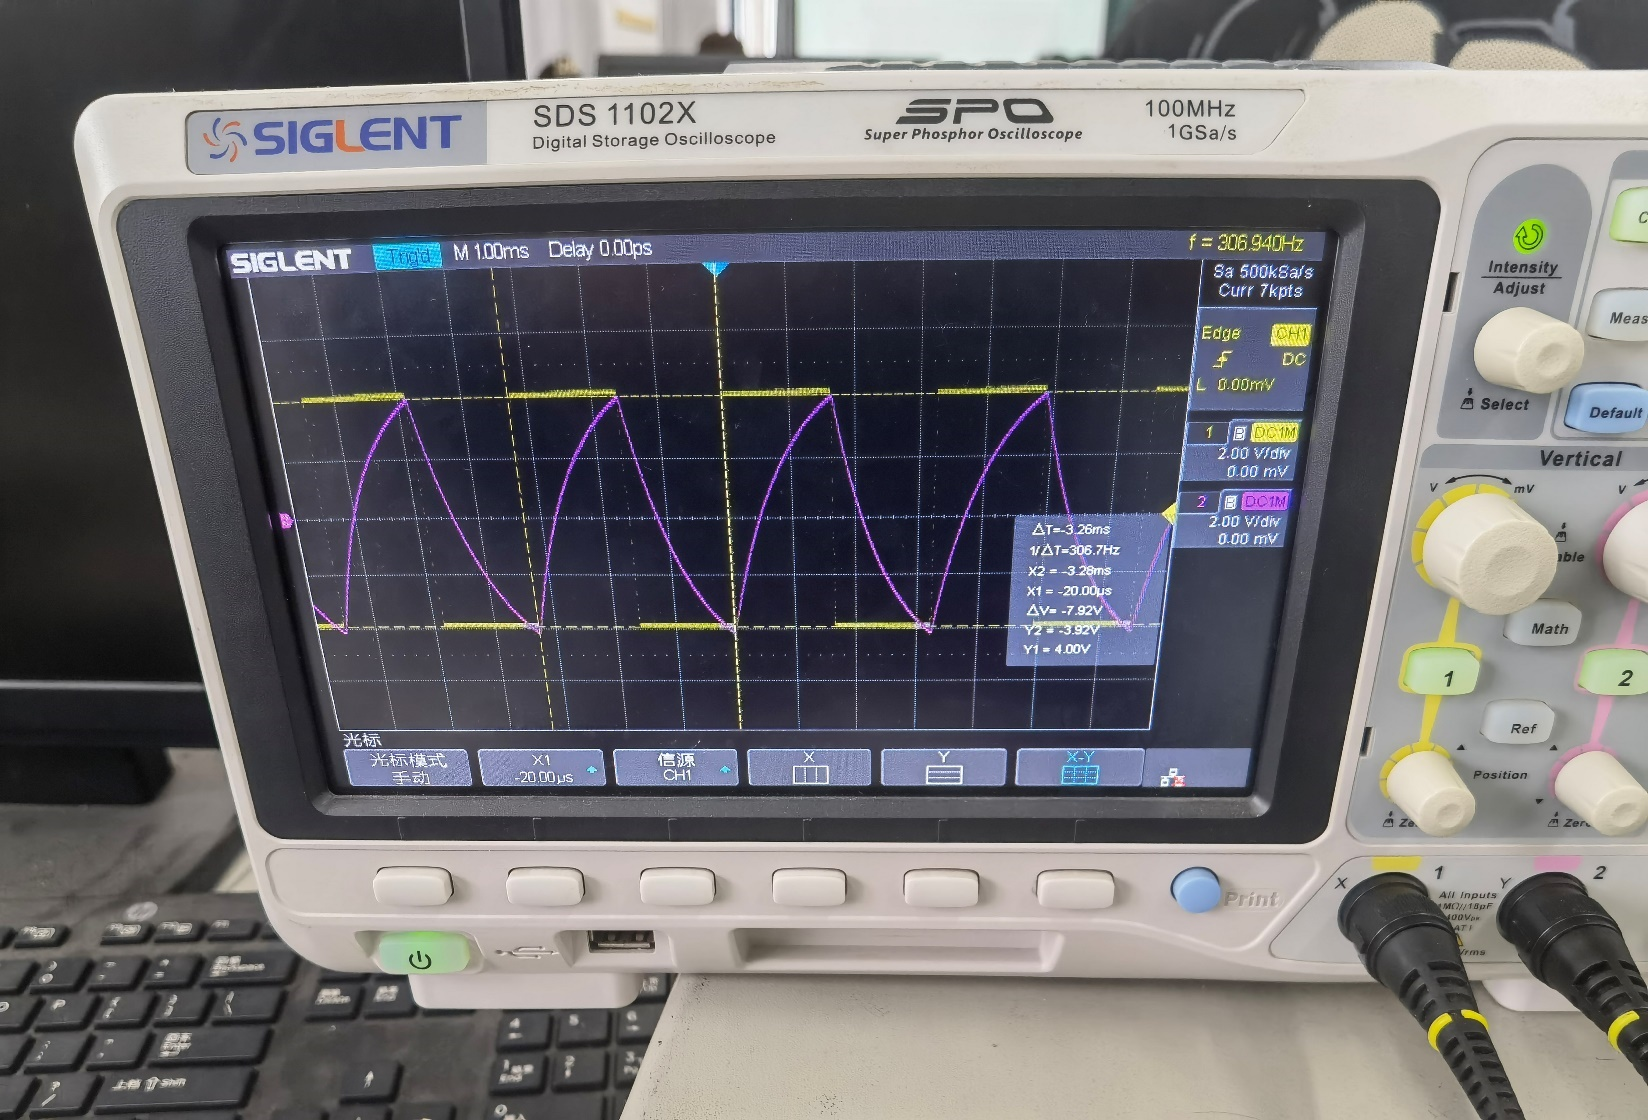 SIGLENT
SDS 1102X
Digital Storage Oscilloscope
SPO
Super Phosphor Oscilloscope
100MHz
1GSa/s
SIGLENT
Trig'd
M 1.00ms
Delay 0.00ps
f = 306.940Hz
Sa 500kSa/s
Curr 7kpts
Edge CH1
DC
L 0.00mV
1 B DC1M
2.00 V/div
0.00 mV
2 B DC1M
2.00 V/div
0.00 mV
ΔT=-3.26ms
1/ΔT=306.7Hz
X2 = -3.28ms
X1 = -20.00μs
ΔV= -7.92V
Y2 = -3.92V
Y1 = 4.00V
光标
光标模式
手动
X1
-20.00μs
信源
CH1
X
Y
X-Y
Intensity
Adjust
Select
Meas
Default
Vertical
V mV
V
1
2
Math
Ref
Position
Zero
X
1
Y
2
All Inputs
Print